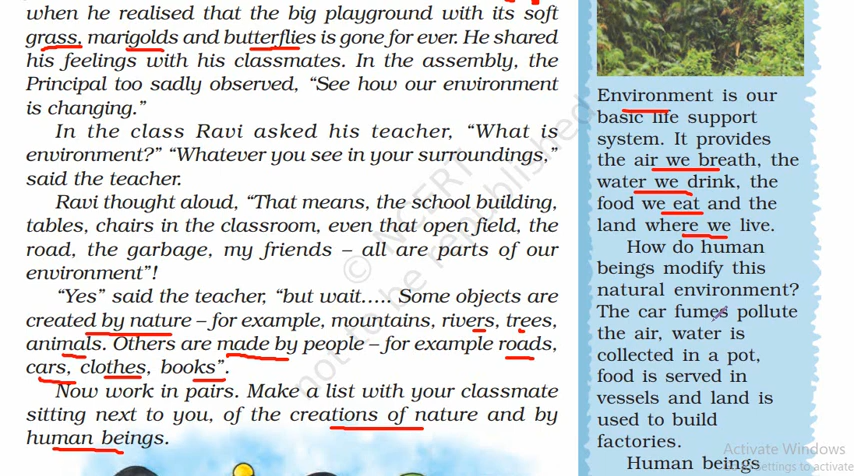 when he realised that the big playground with its soft
grass, marigolds and butterflies is gone for ever. He shared
his feelings with his classmates. In the assembly, the
Principal too sadly observed, “See how our environment
is changing.”
In the class Ravi asked his teacher, “What is
environment?” “Whatever you see in your surroundings,”
said the teacher.
Ravi thought aloud, “That means, the school building,
tables, chairs in the classroom, even that open field, the
road, the garbage, my friends – all are parts of our
environment”!
“Yes” said the teacher, “but wait..... Some objects are
created by nature – for example, mountains, rivers, trees,
animals. Others are made by people – for example roads,
cars, clothes, books”.
Now work in pairs. Make a list with your classmate
sitting next to you, of the creations of nature and by
human beings.
Environment is our
basic life support
system. It provides
the air we breath, the
water we drink, the
food we eat and the
land where we live.
How do human
beings modify this
natural environment?
The car fumes pollute
the air, water is
collected in a pot,
food is served in
vessels and land is
used to build
factories.
Human beings
© NCERT
not to be republished
Activate Windows
Settings to activate